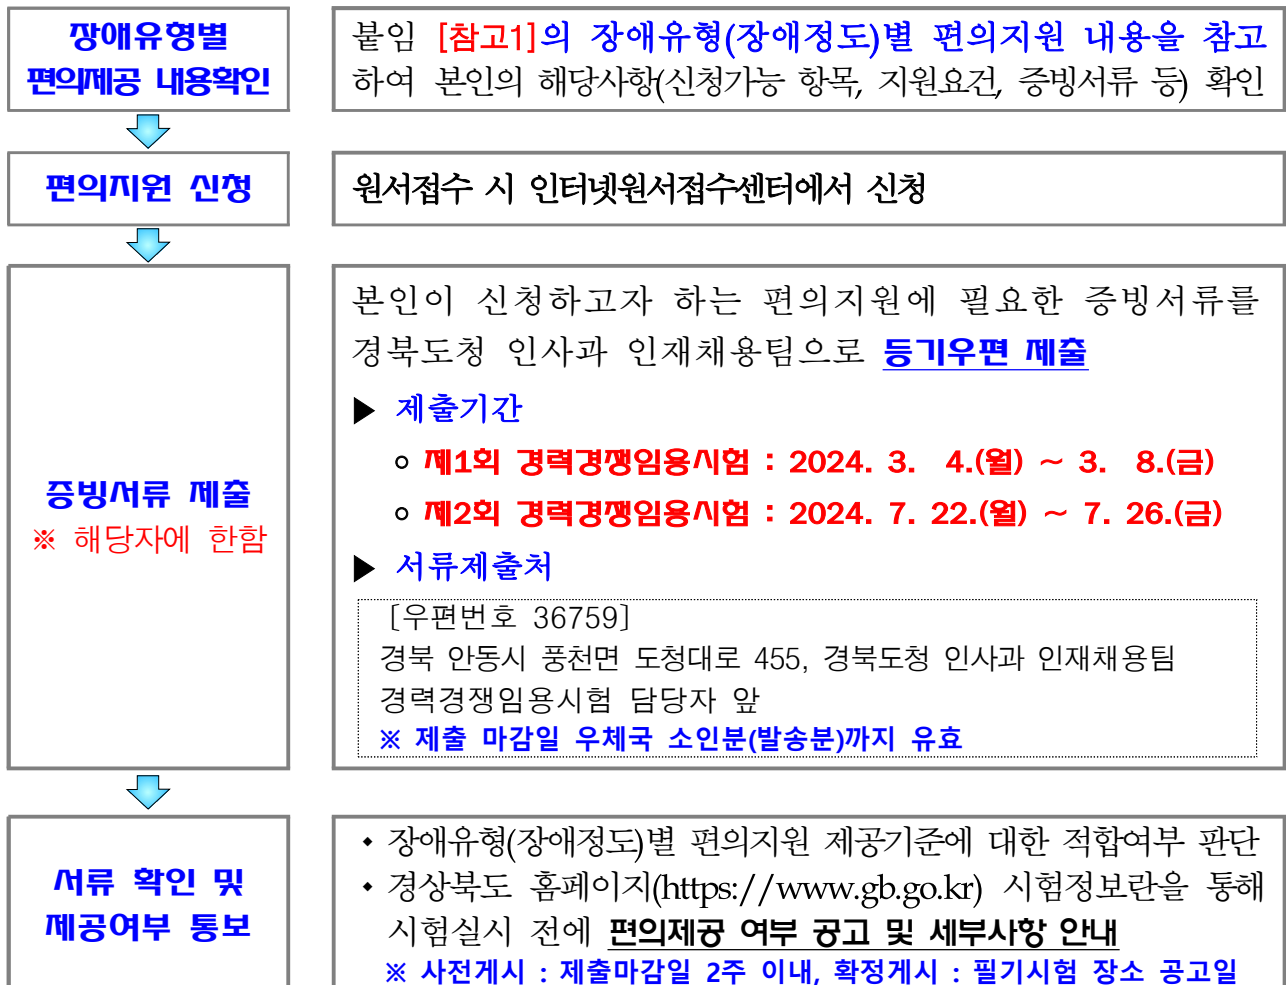 장애유형별
편의제공 내용확인
붙임 [참고1]의 장애유형(장애정도)별 편의지원 내용을 참고
하여 본인의 해당사항(신청가능 항목, 지원요건, 증빙서류 등) 확인
편의지원 신청
원서접수 시 인터넷원서접수센터에서 신청
증빙서류 제출
※ 해당자에 한함
본인이 신청하고자 하는 편의지원에 필요한 증빙서류를
경북도청 인사과 인재채용팀으로 등기우편 제출
▶ 제출기간
○ 제1회 경력경쟁임용시험 : 2024. 3. 4.(월) ~ 3. 8.(금)
○ 제2회 경력경쟁임용시험 : 2024. 7. 22.(월) ~ 7. 26.(금)
▶ 서류제출처
[우편번호 36759]
경북 안동시 풍천면 도청대로 455, 경북도청 인사과 인재채용팀
경력경쟁임용시험 담당자 앞
※ 제출 마감일 우체국 소인분(발송분)까지 유효
서류 확인 및
제공여부 통보
◆ 장애유형(장애정도)별 편의지원 제공기준에 대한 적합여부 판단
◆ 경상북도 홈페이지(https://www.gb.go.kr) 시험정보란을 통해
시험실시 전에 편의제공 여부 공고 및 세부사항 안내
※ 사전게시 : 제출마감일 2주 이내, 확정게시 : 필기시험 장소 공고일